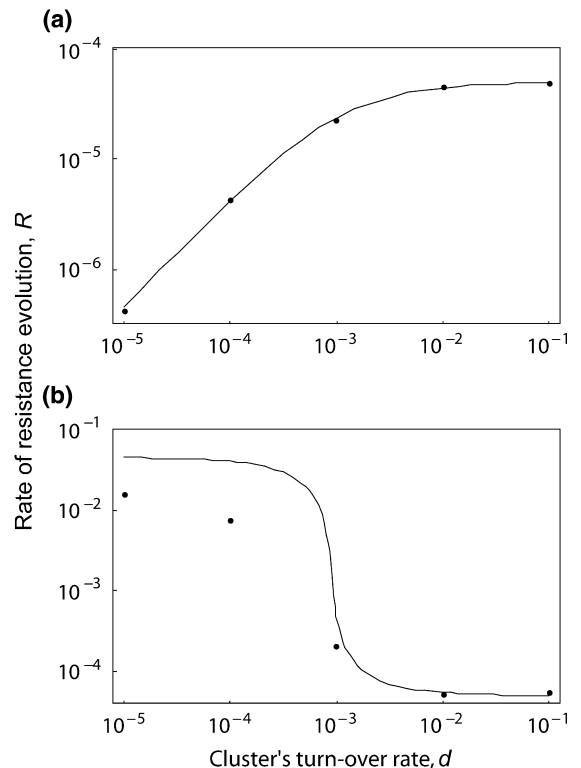 (a)
10⁻⁴
10⁻⁵
10⁻⁶
10⁻⁵ 10⁻⁴ 10⁻³ 10⁻² 10⁻¹
Rate of resistance evolution, R
(b)
10⁻¹
10⁻²
10⁻³
10⁻⁴
10⁻⁵ 10⁻⁴ 10⁻³ 10⁻² 10⁻¹
Cluster's turn-over rate, d